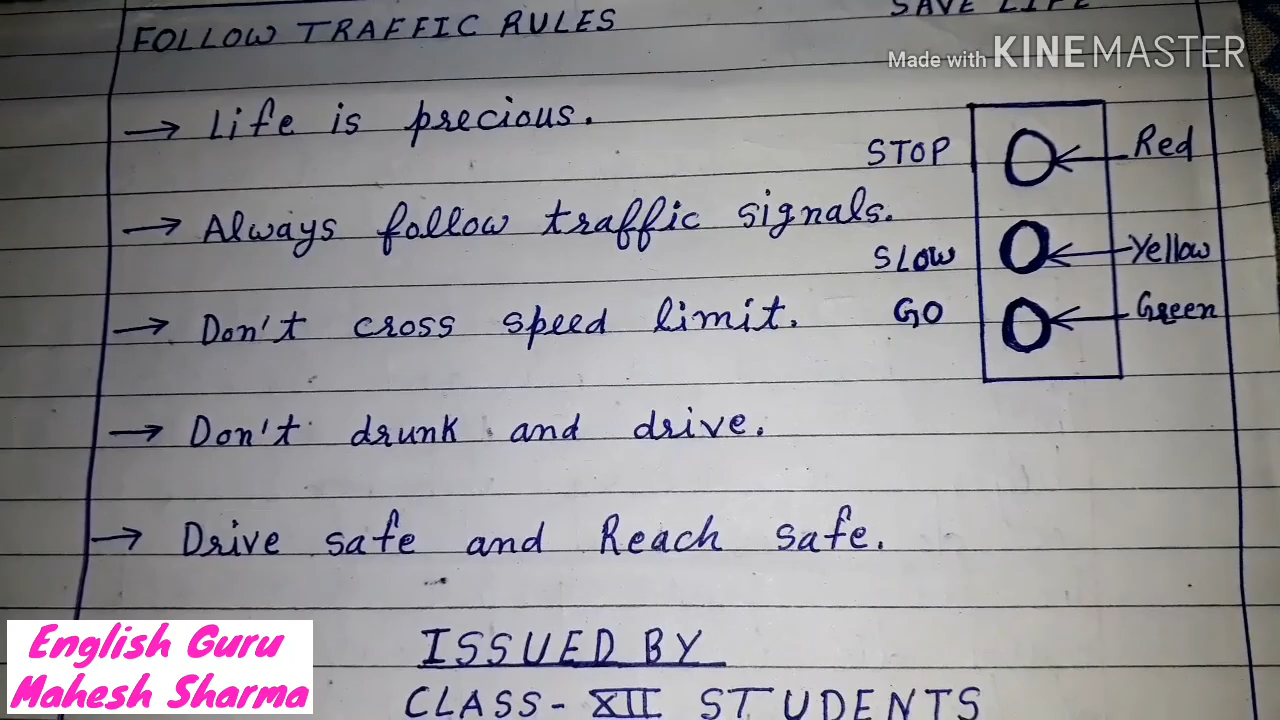 FOLLOW TRAFFIC RULES
SAVE LIFE
Made with KINEMASTER
→ Life is precious.
STOP
Red
→ Always follow traffic signals.
SLOW
Yellow
→ Don't cross speed limit.
GO
Green
→ Don't drunk and drive.
→ Drive safe and Reach safe.
ISSUED BY
CLASS- XII STUDENTS
English Guru
Mahesh Sharma